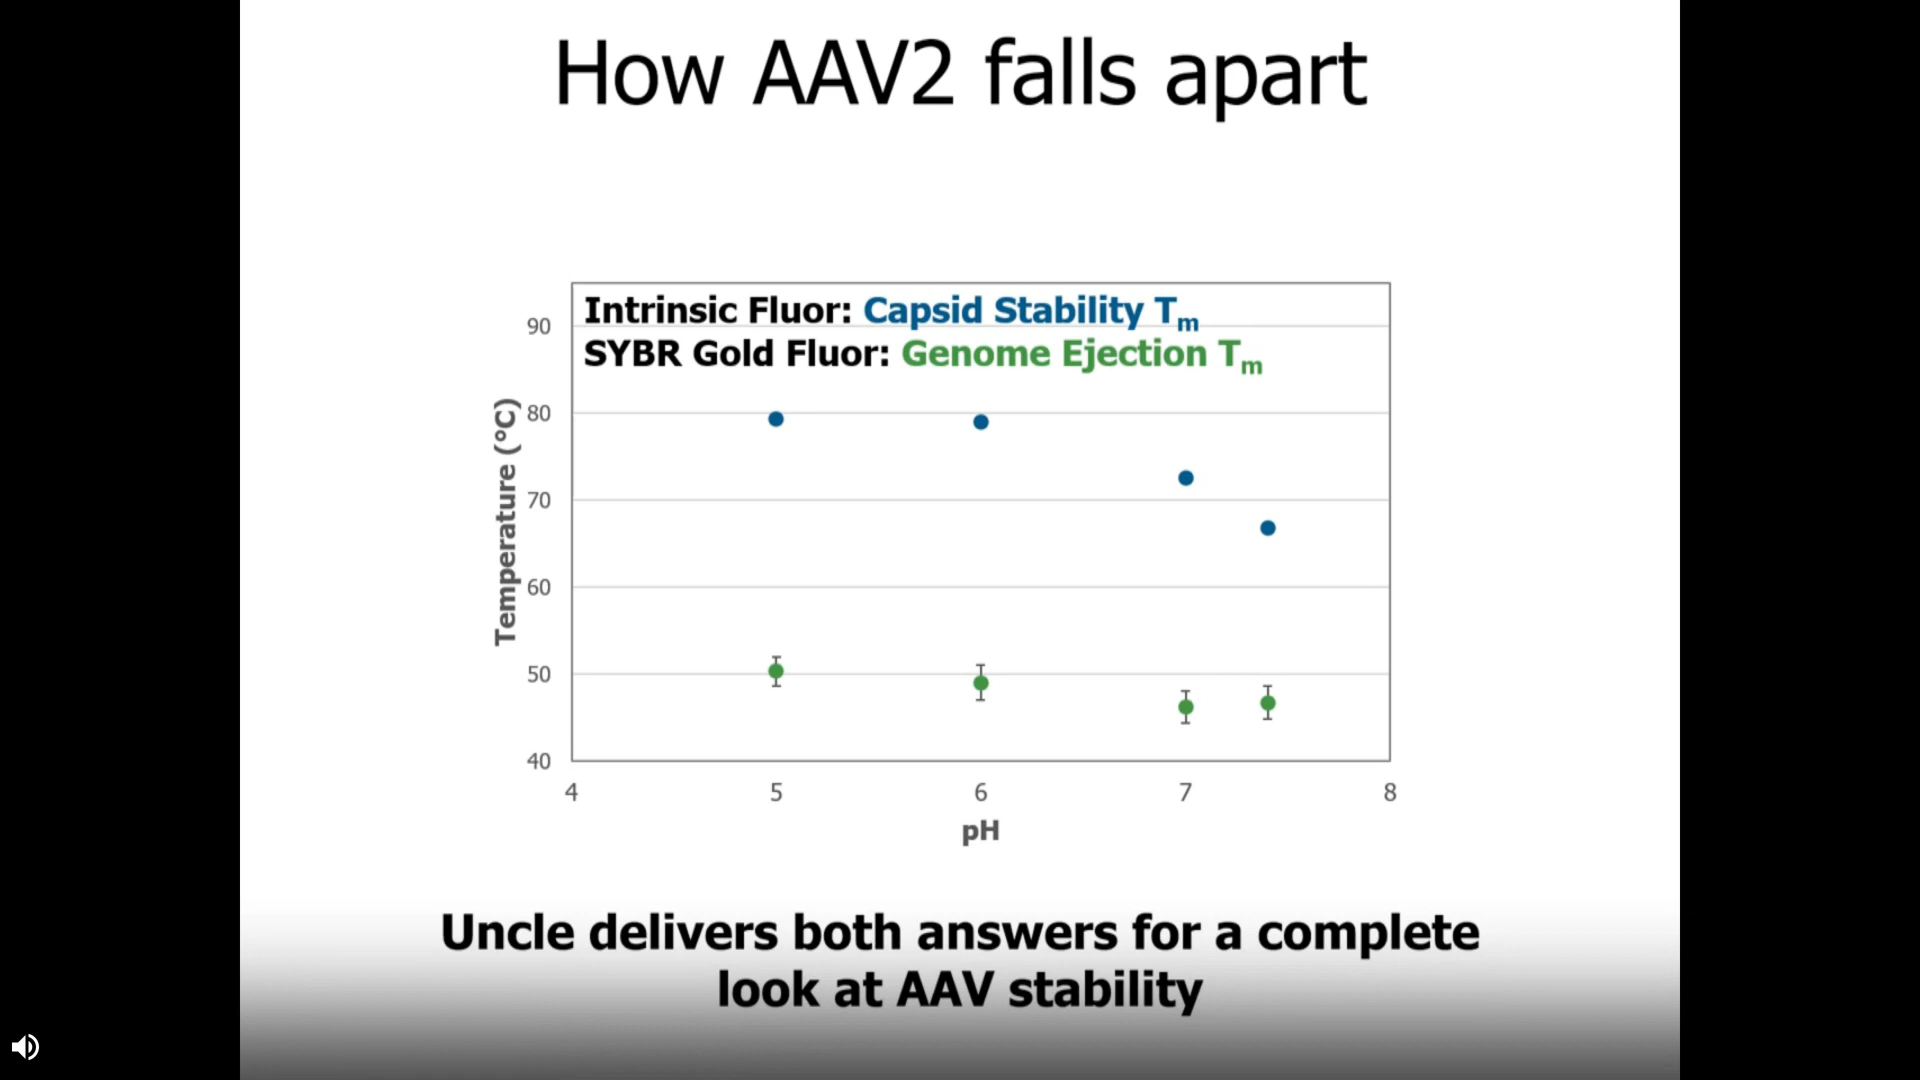 How AAV2 falls apart
Intrinsic Fluor: Capsid Stability Tm
SYBR Gold Fluor: Genome Ejection Tm
Temperature (°C)
90
80
70
60
50
40
4 5 6 7 8
pH
Uncle delivers both answers for a complete
look at AAV stability